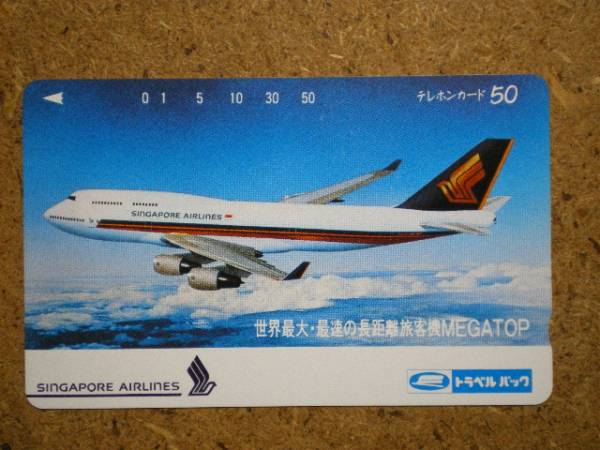 0 1 5 10 30 50
テレホンカード 50
SINGAPORE AIRLINES
世界最大・最速の長距離旅客機MEGATOP
SINGAPORE AIRLINES
トラベル パック